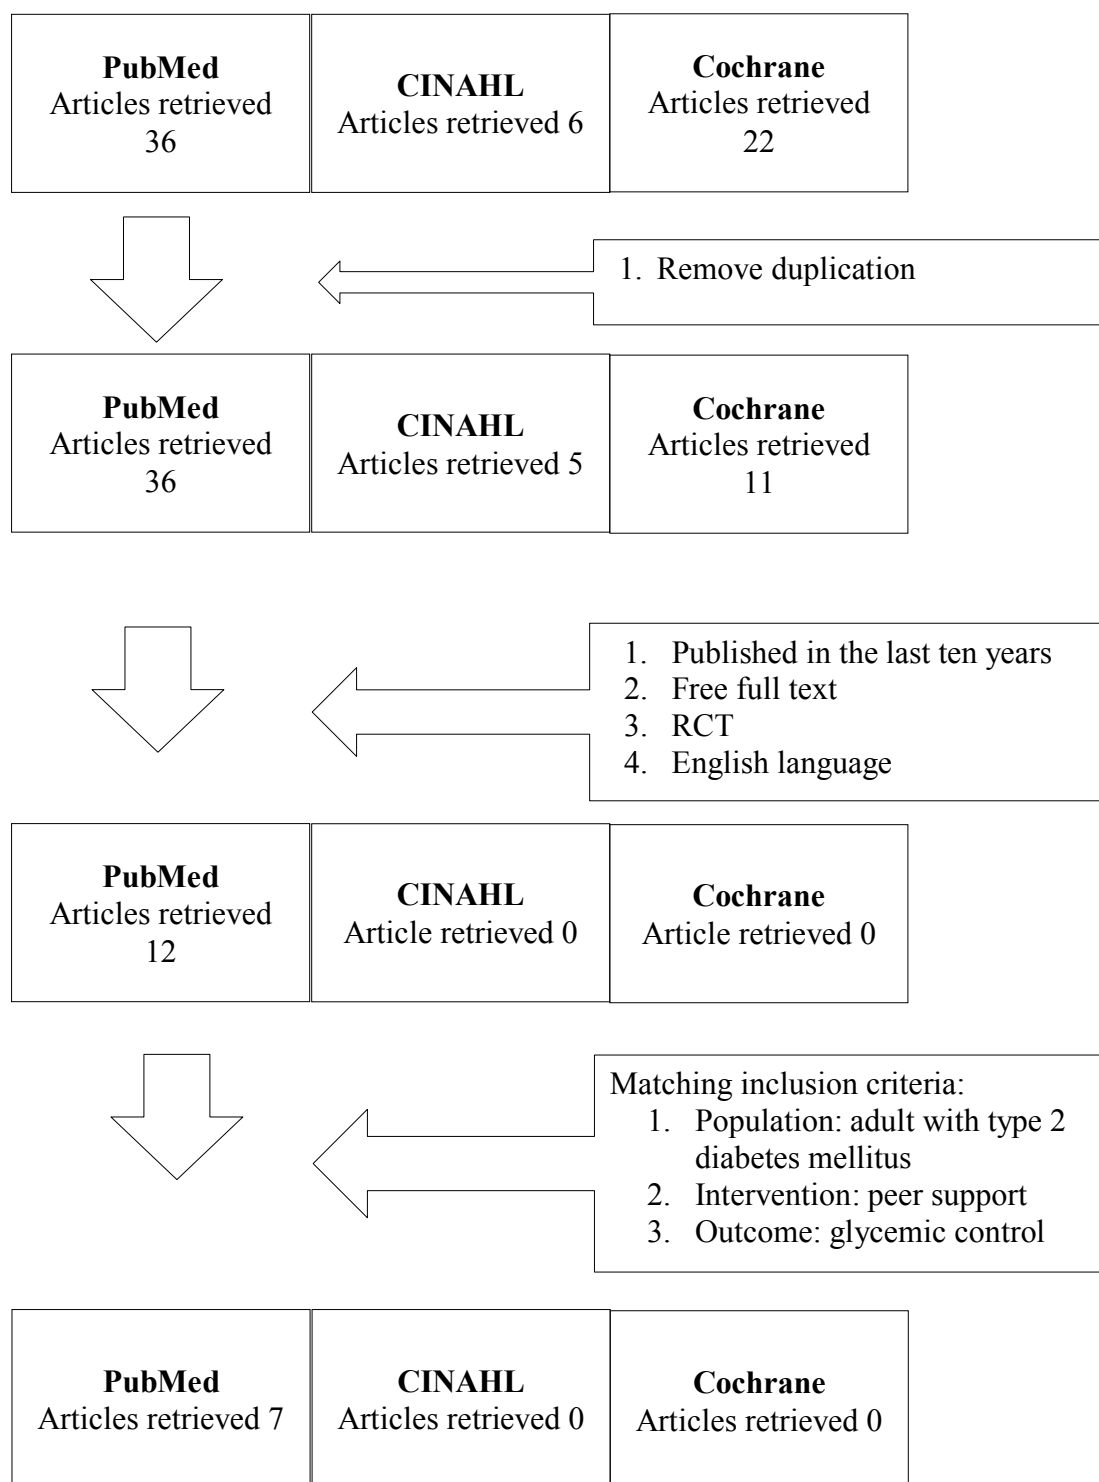 PubMed
Articles retrieved
36
CINAHL
Articles retrieved 6
Cochrane
Articles retrieved
22
1. Remove duplication
PubMed
Articles retrieved
36
CINAHL
Articles retrieved 5
Cochrane
Articles retrieved
11
1. Published in the last ten years
2. Free full text
3. RCT
4. English language
PubMed
Articles retrieved
12
CINAHL
Article retrieved 0
Cochrane
Article retrieved 0
Matching inclusion criteria:
1. Population: adult with type 2
diabetes mellitus
2. Intervention: peer support
3. Outcome: glycemic control
PubMed
Articles retrieved 7
CINAHL
Articles retrieved 0
Cochrane
Articles retrieved 0